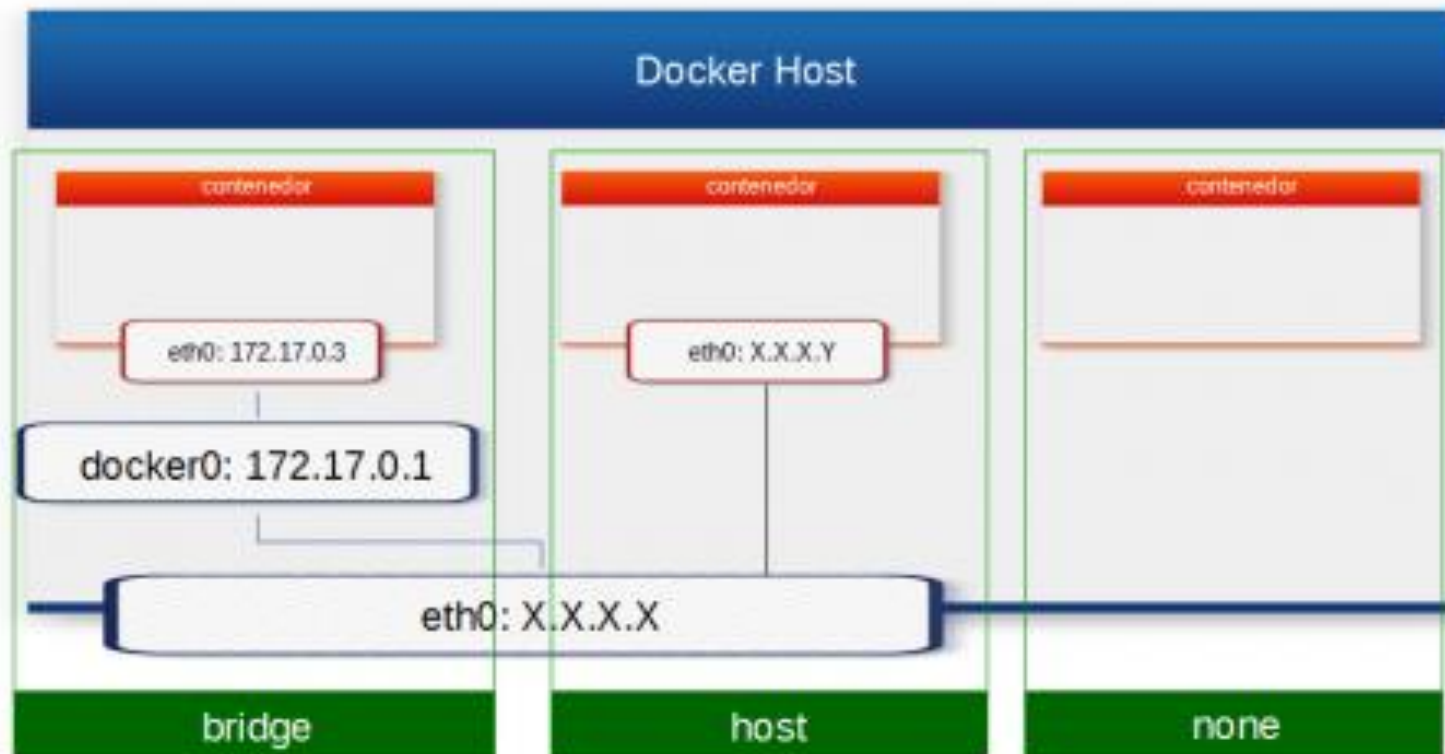 Docker Host
contenedor
eth0: 172.17.0.3
docker0: 172.17.0.1
contenedor
eth0: X.X.X.Y
contenedor
eth0: X.X.X.X
bridge
host
none